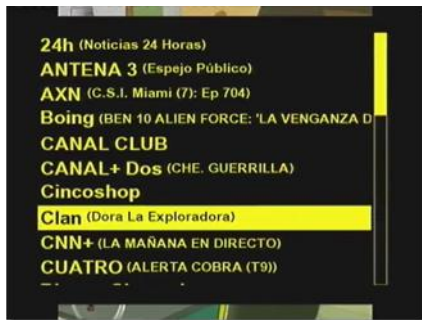 24h (Noticias 24 Horas)
ANTENA 3 (Espejo Público)
AXN (C.S.I. Miami (7): Ep 704)
Boing (BEN 10 ALIEN FORCE: 'LA VENGANZA D
CANAL CLUB
CANAL+ Dos (CHE. GUERRILLA)
Cincoshop
Clan (Dora La Exploradora)
CNN+ (LA MAÑANA EN DIRECTO)
CUATRO (ALERTA COBRA (T9))